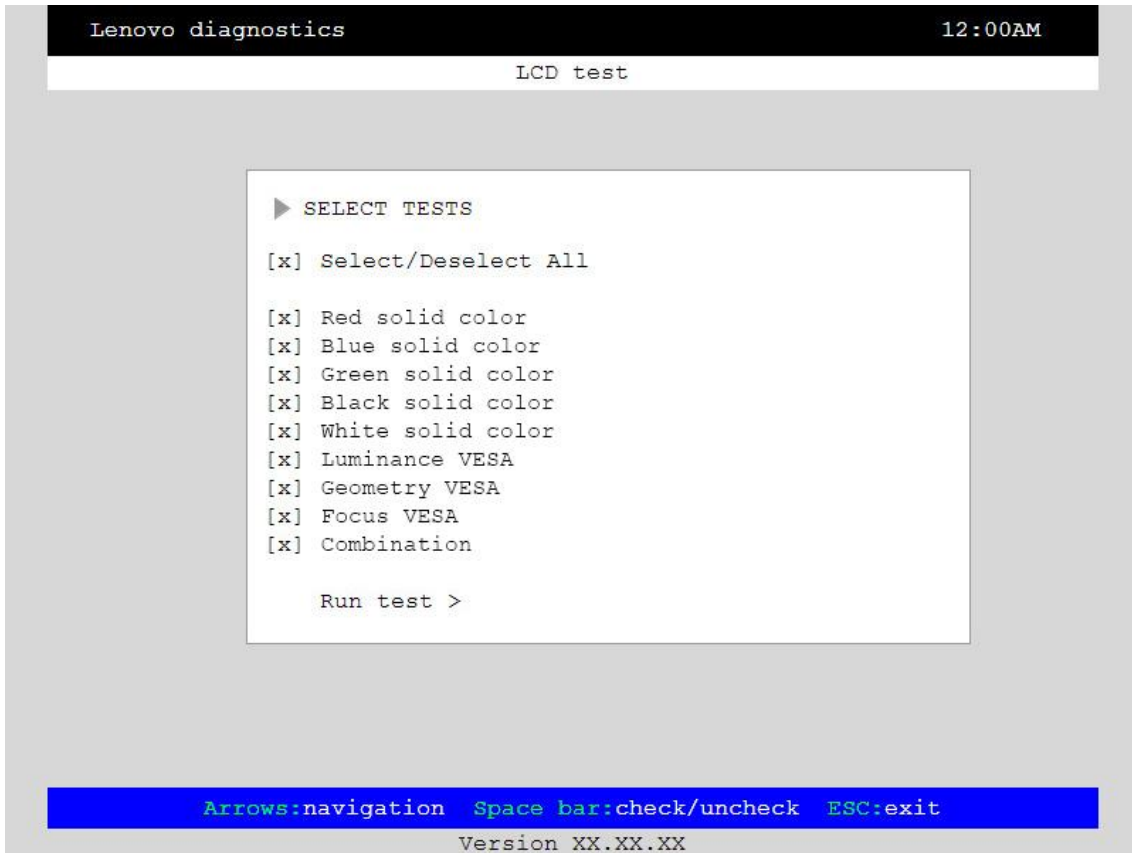 Lenovo diagnostics 12:00AM
LCD test
SELECT TESTS
[x] Select/Deselect All
[x] Red solid color
[x] Blue solid color
[x] Green solid color
[x] Black solid color
[x] White solid color
[x] Luminance VESA
[x] Geometry VESA
[x] Focus VESA
[x] Combination
Run test >
Arrows:navigation Space bar:check/uncheck ESC:exit
Version XX.XX.XX